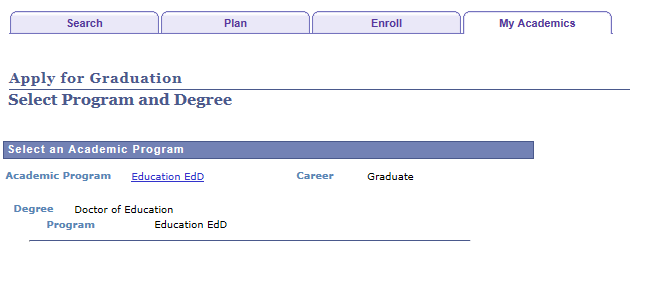 Search Plan Enroll My Academics
Apply for Graduation
Select Program and Degree
Select an Academic Program
Academic Program Education EdD Career Graduate
Degree Doctor of Education
Program Education EdD